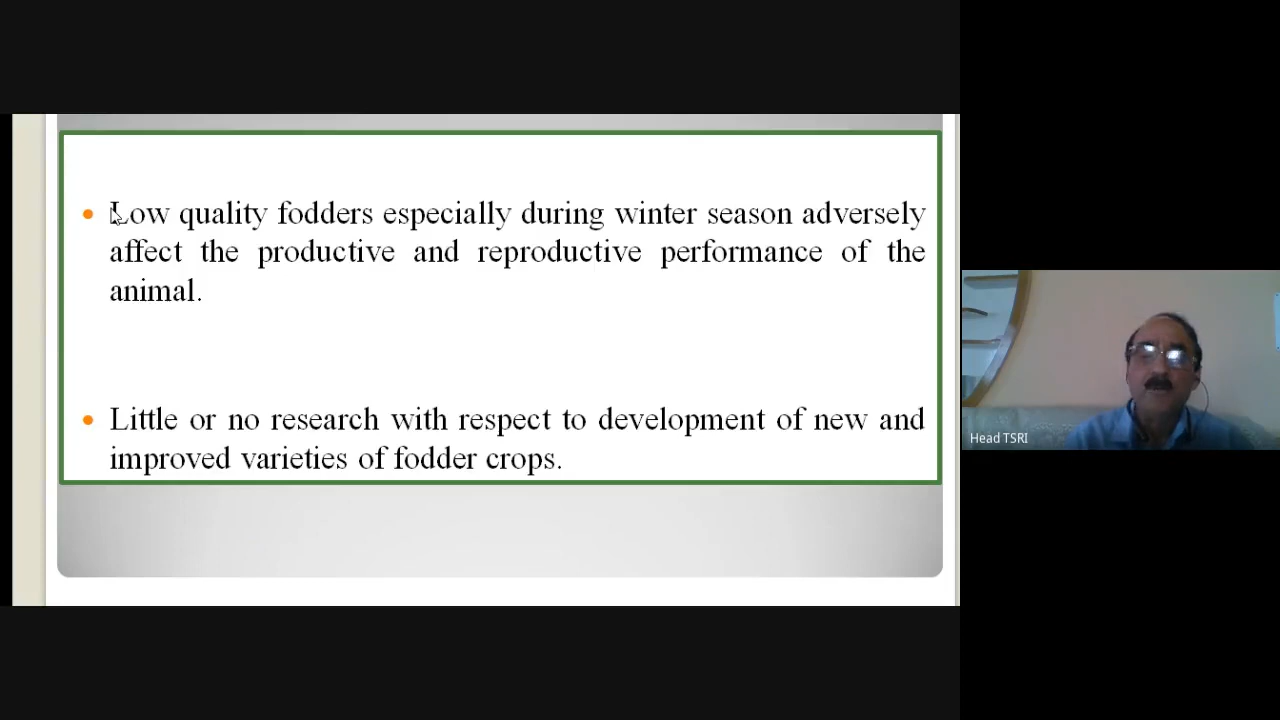 Low quality fodders especially during winter season adversely
affect the productive and reproductive performance of the
animal.
Little or no research with respect to development of new and
improved varieties of fodder crops.
Head TSRI